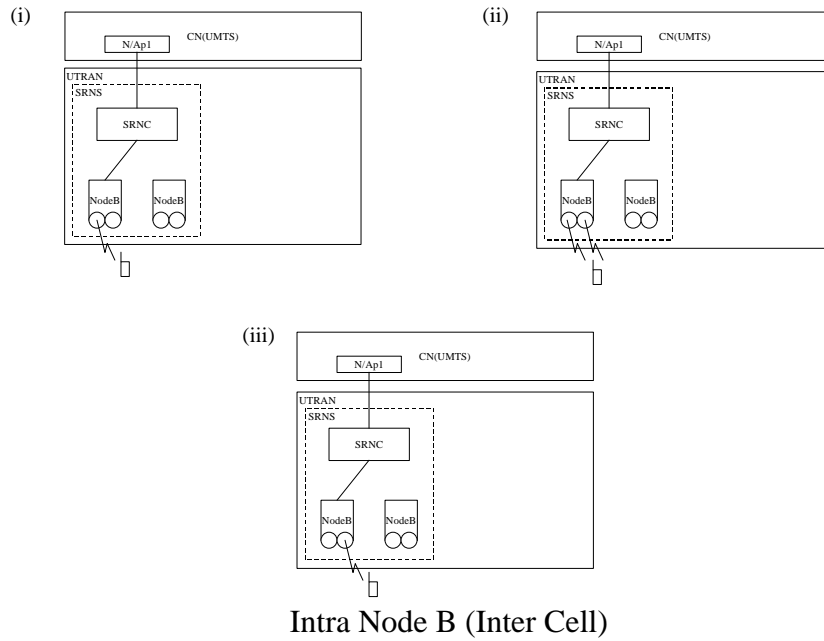 (i)
CN(UMTS)
N/Ap1
UTRAN
SRNS
SRNC
NodeB
NodeB
(ii)
CN(UMTS)
N/Ap1
UTRAN
SRNS
SRNC
NodeB
NodeB
(iii)
CN(UMTS)
N/Ap1
UTRAN
SRNS
SRNC
NodeB
NodeB
Intra Node B (Inter Cell)